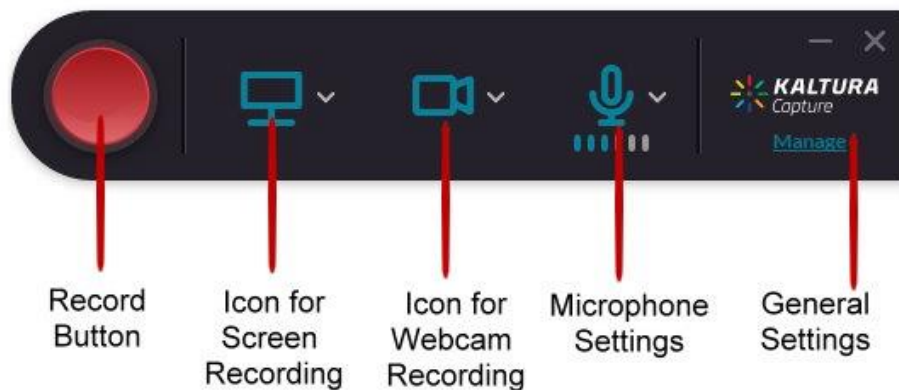 KALTURA
Capture
Manage
Record
Button
Icon for
Screen
Recording
Icon for
Webcam
Recording
Microphone
Settings
General
Settings